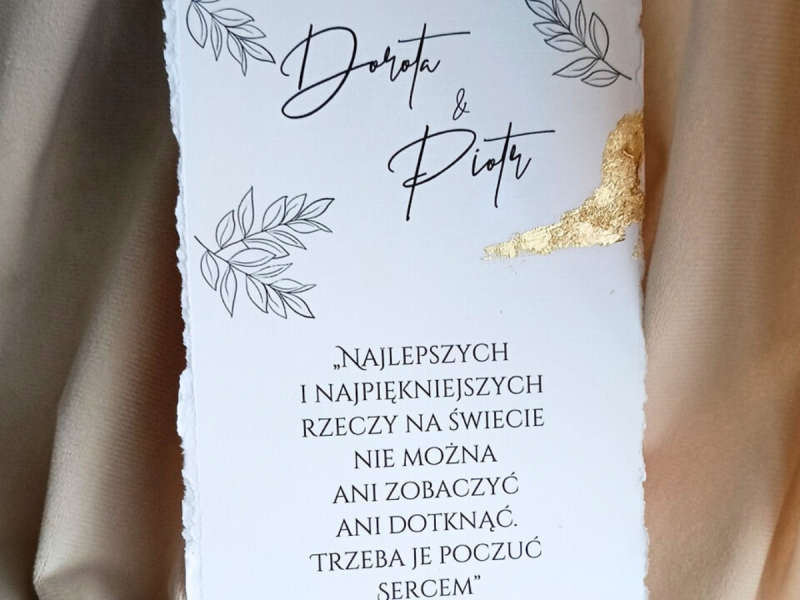 Dorota
&
Piotr
„Najlepszych
i najpiękniejszych
rzeczy na świecie
nie można
ani zobaczyć
ani dotknąć.
Trzeba je poczuć
sercem”